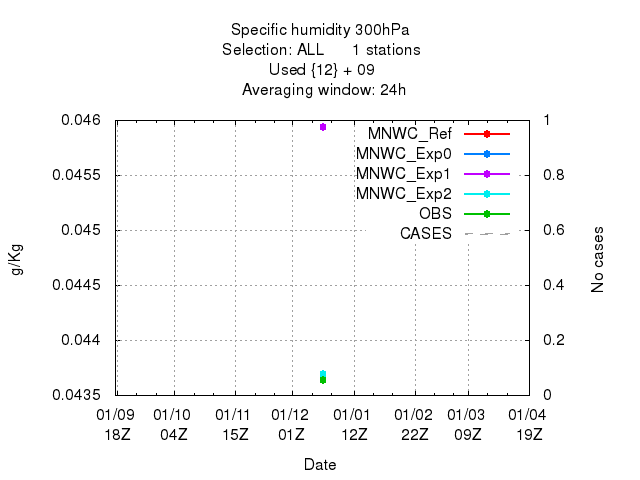 Specific humidity 300hPa
Selection: ALL 1 stations
Used {12} + 09
Averaging window: 24h
0.046
0.0455
0.045
0.0445
0.044
0.0435
g/Kg
1
0.8
0.6
0.4
0.2
0
No cases
MNWC_Ref
MNWC_Exp0
MNWC_Exp1
MNWC_Exp2
OBS
CASES
01/09 01/10 01/11 01/12 01/01 01/02 01/03 01/04
18Z 04Z 15Z 01Z 12Z 22Z 09Z 19Z
Date